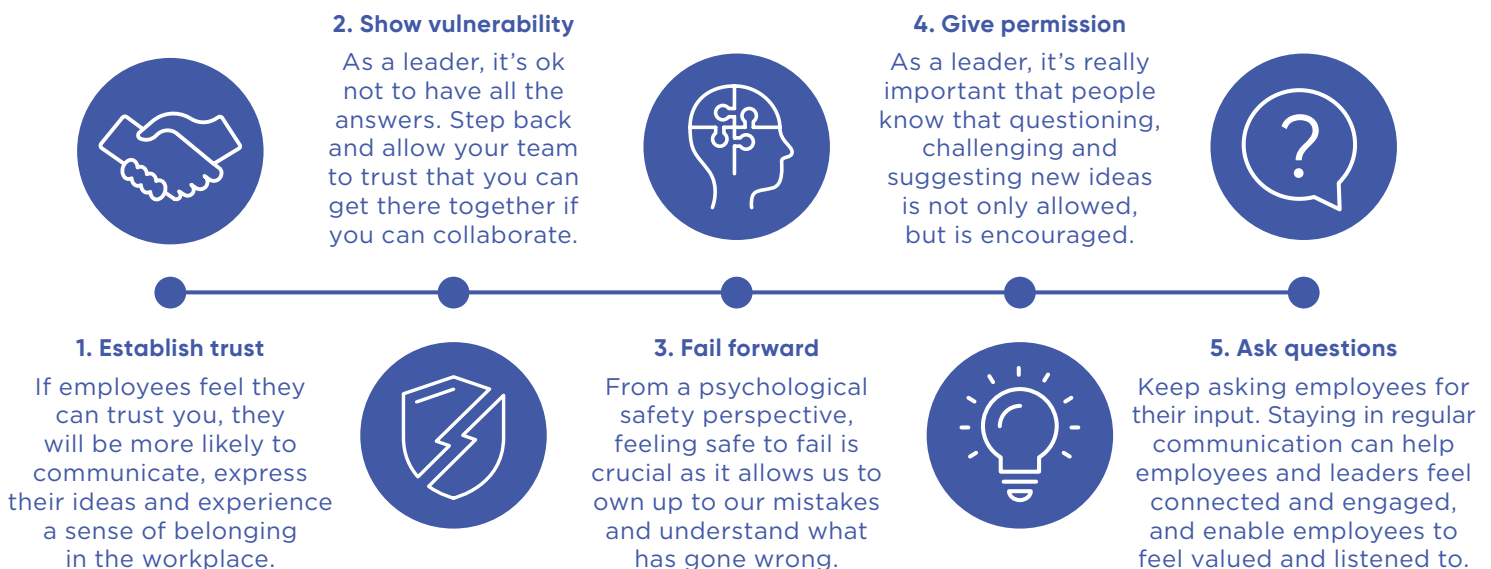 1. Establish trust
If employees feel they
can trust you, they
will be more likely to
communicate, express
their ideas and experience
a sense of belonging
in the workplace.
2. Show vulnerability
As a leader, it’s ok
not to have all the
answers. Step back
and allow your team
to trust that you can
get there together if
you can collaborate.
3. Fail forward
From a psychological
safety perspective,
feeling safe to fail is
crucial as it allows us to
own up to our mistakes
and understand what
has gone wrong.
4. Give permission
As a leader, it’s really
important that people
know that questioning,
challenging and
suggesting new ideas
is not only allowed,
but is encouraged.
?
5. Ask questions
Keep asking employees for
their input. Staying in regular
communication can help
employees and leaders feel
connected and engaged,
and enable employees to
feel valued and listened to.